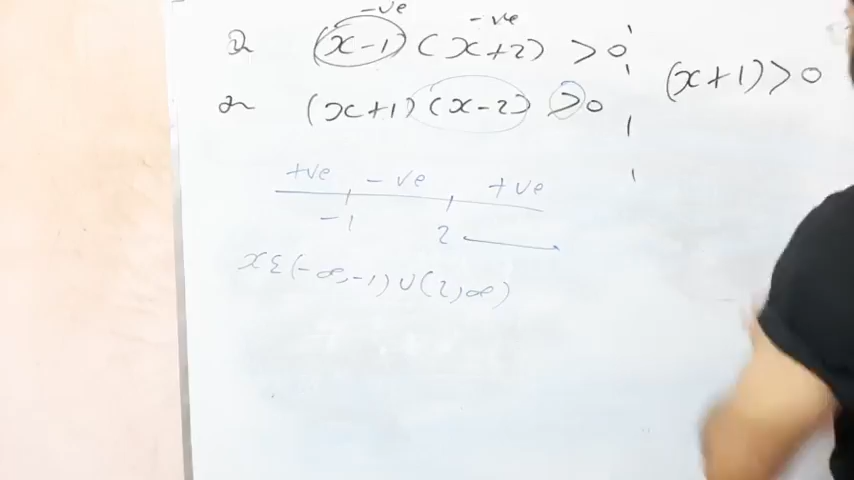 -ve -ve
(x-1) (x+2) > 0
(x+1) > 0
(x+1) (x-2) > 0
+ve -ve +ve
-1 2
x ε (-∞,-1) ∪ (2,∞)